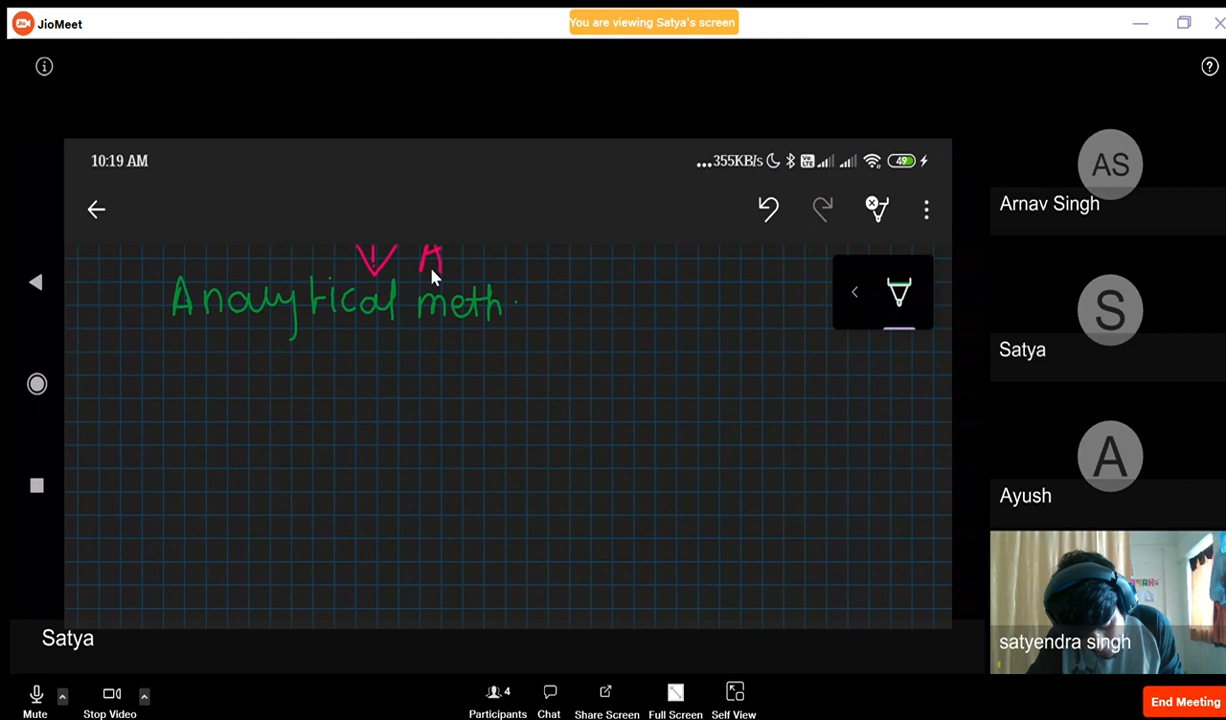 JioMeet
You are viewing Satya's screen
10:19 AM
...355KB/s
49
AS
Arnav Singh
A
Analytical meth
S
Satya
A
Ayush
satyendra singh
Satya
Mute
Stop Video
4
Participants
Chat
Share Screen
Full Screen
Self View
End Meeting